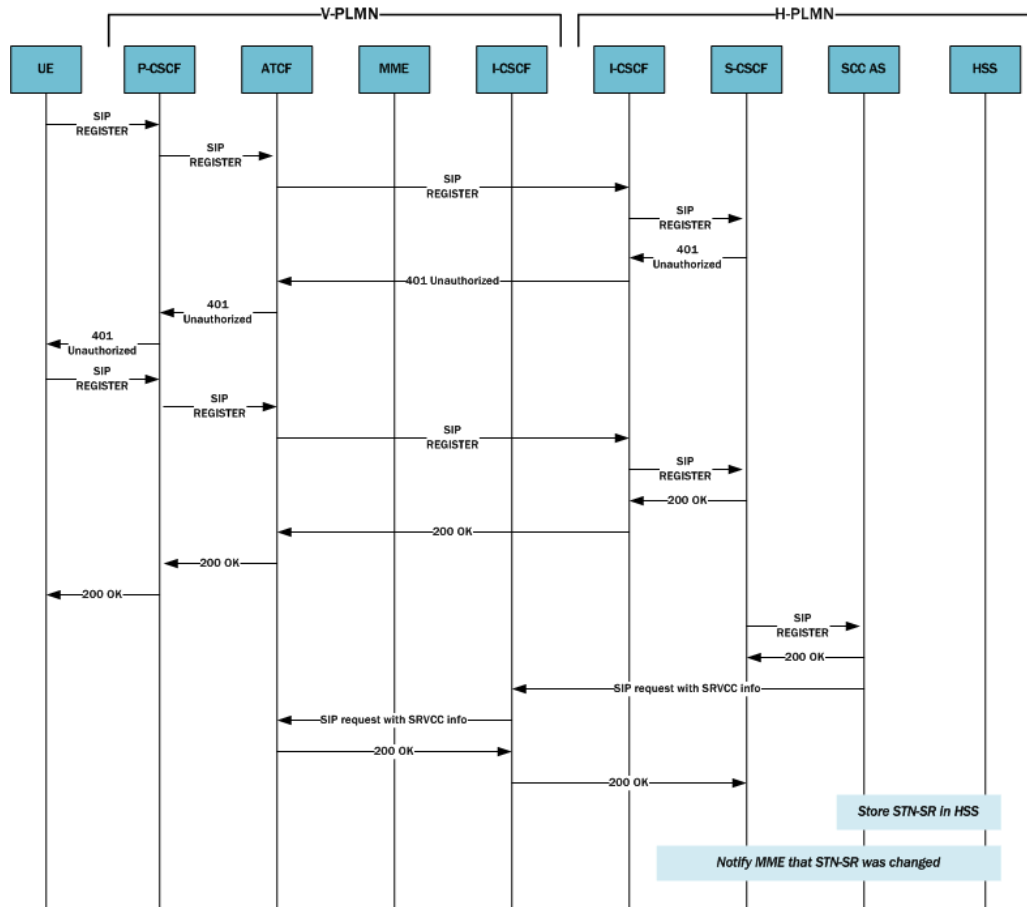 V-PLMN
H-PLMN
UE
P-CSCF
ATCF
MME
I-CSCF
I-CSCF
S-CSCF
SCC AS
HSS
SIP
REGISTER
SIP
REGISTER
SIP
REGISTER
SIP
REGISTER
401
Unauthorized
401 Unauthorized
401
Unauthorized
401
Unauthorized
SIP
REGISTER
SIP
REGISTER
SIP
REGISTER
SIP
REGISTER
200 OK
200 OK
200 OK
200 OK
SIP
REGISTER
200 OK
SIP request with SRVCC info
SIP request with SRVCC info
200 OK
200 OK
Store STN-SR in HSS
Notify MME that STN-SR was changed